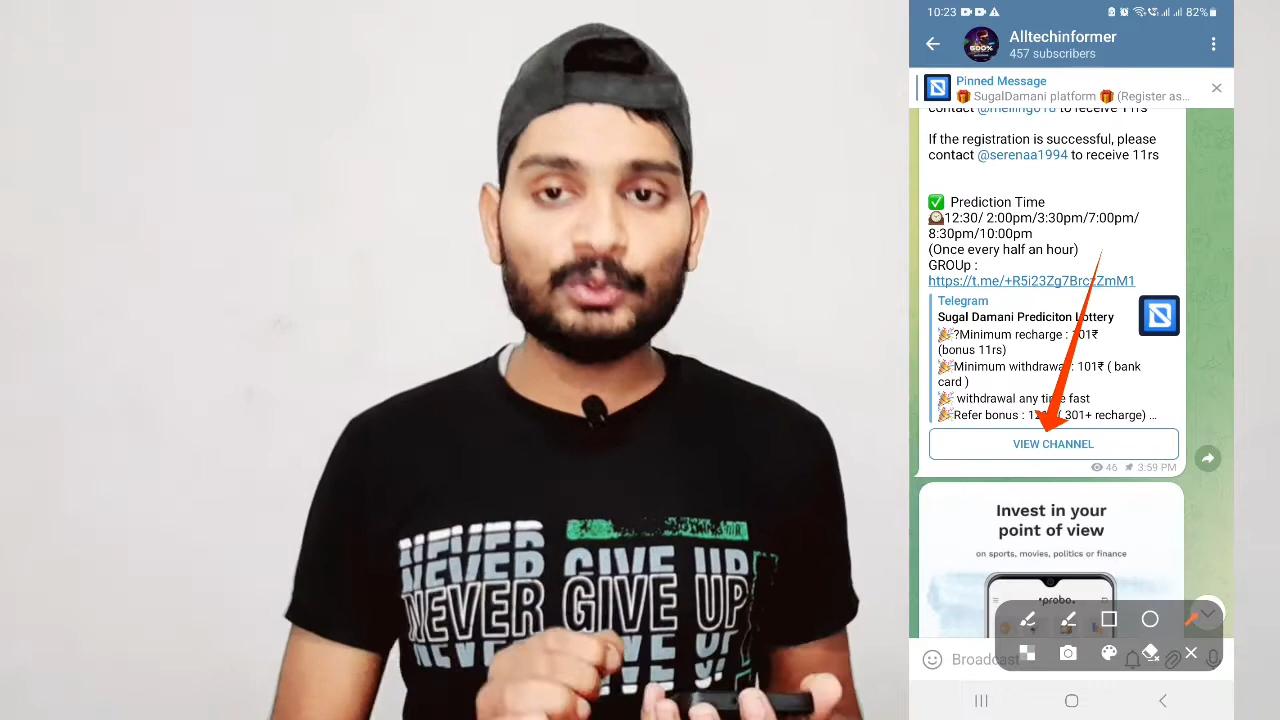 10:23
82%
Alltechinformer
457 subscribers
Pinned Message
SugalDamani platform 🎁 (Register as...
If the registration is successful, please
contact @serenaa1994 to receive 11rs
✅ Prediction Time
🕰12:30/ 2:00pm/3:30pm/7:00pm/
8:30pm/10:00pm
(Once every half an hour)
GROUp :
Telegram
Sugal Damani Prediciton Lottery
🎉?Minimum recharge :
(bonus 11rs)
🎉Minimum withdrawal : 101₹ ( bank
card )
🎉 withdrawal any time fast
🎉Refer bonus : ( 301+ recharge) ...
VIEW CHANNEL
46 3:59 PM
Invest in your
point of view
on sports, movies, politics or finance
probo
Broadcast
NEVER GIVE UP
NEVER GIVE UP